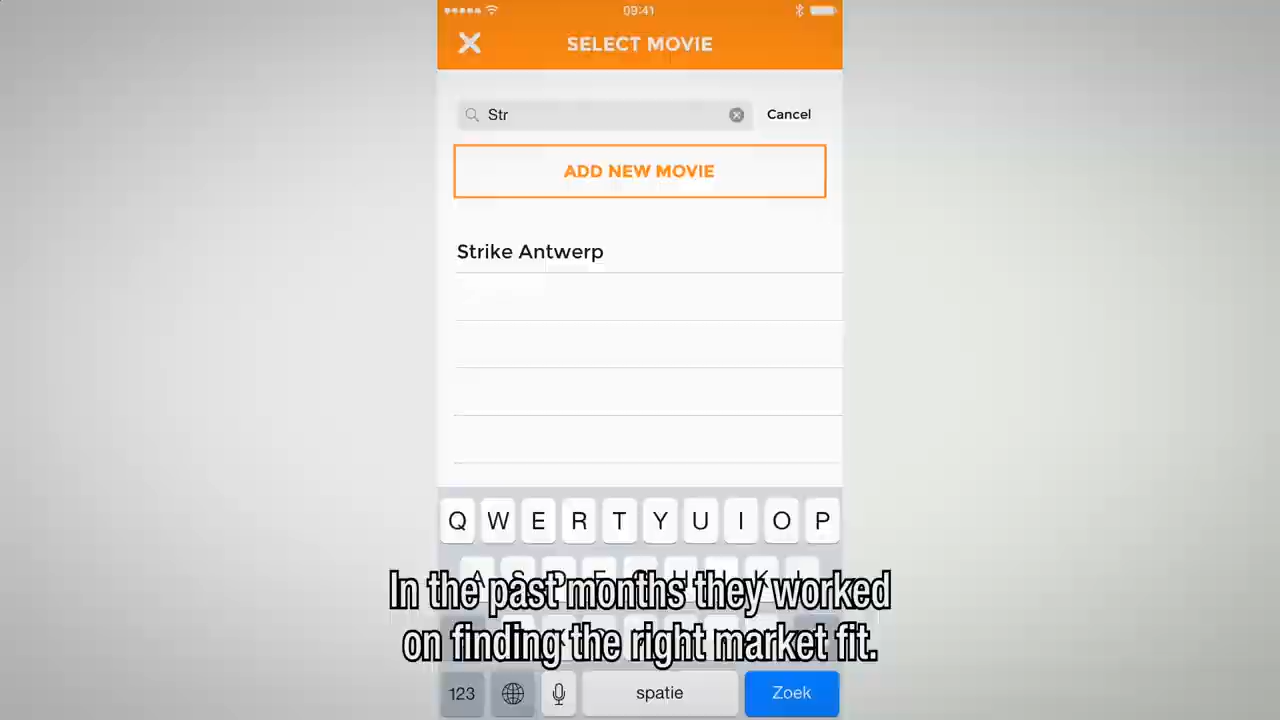 09:41
SELECT MOVIE
Str
Cancel
ADD NEW MOVIE
Strike Antwerp
Q W E R T Y U I O P
In the past months they worked
on finding the right market fit.
123
spatie
Zoek